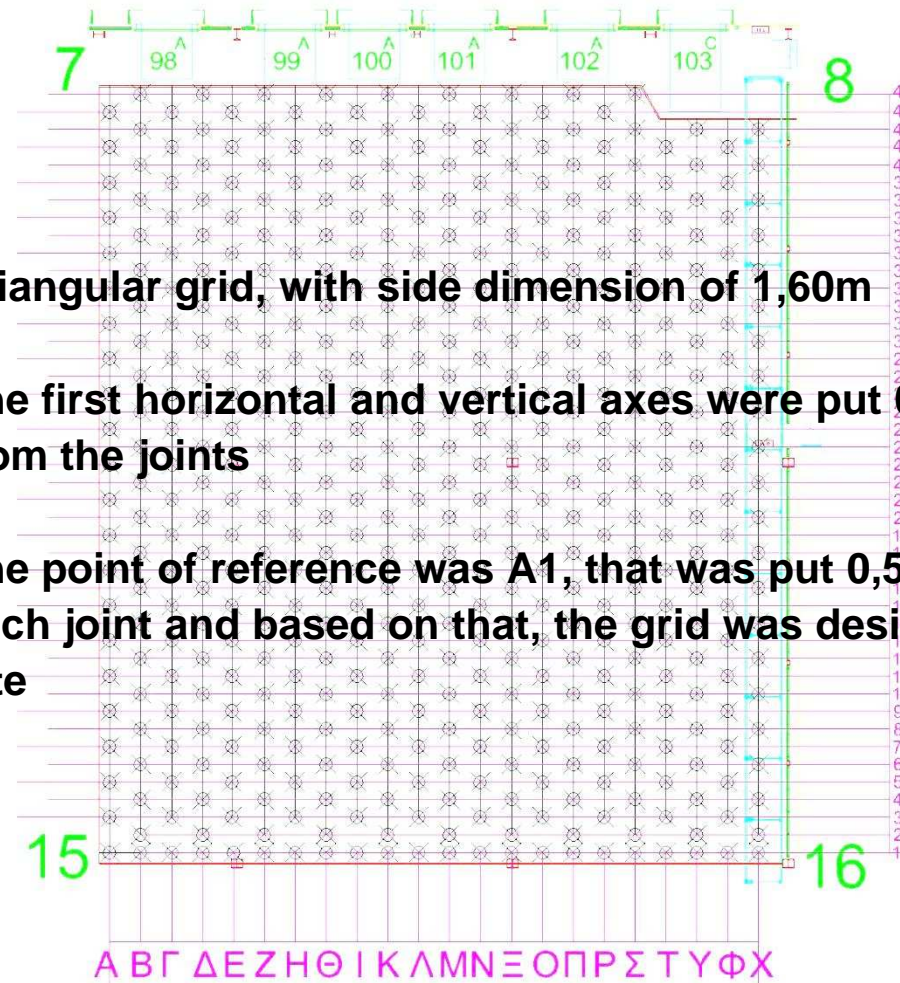 A A A A A C
7 98 99 100 101 102 103 8
iangular grid, with side dimension of 1,60m
he first horizontal and vertical axes were put
om the joints
he point of reference was A1, that was put 0,5
ch joint and based on that, the grid was desi
te
15 16
Α Β Γ Δ Ε Ζ Η Θ Ι Κ Λ Μ Ν Ξ Ο Π Ρ Σ Τ Υ Φ Χ